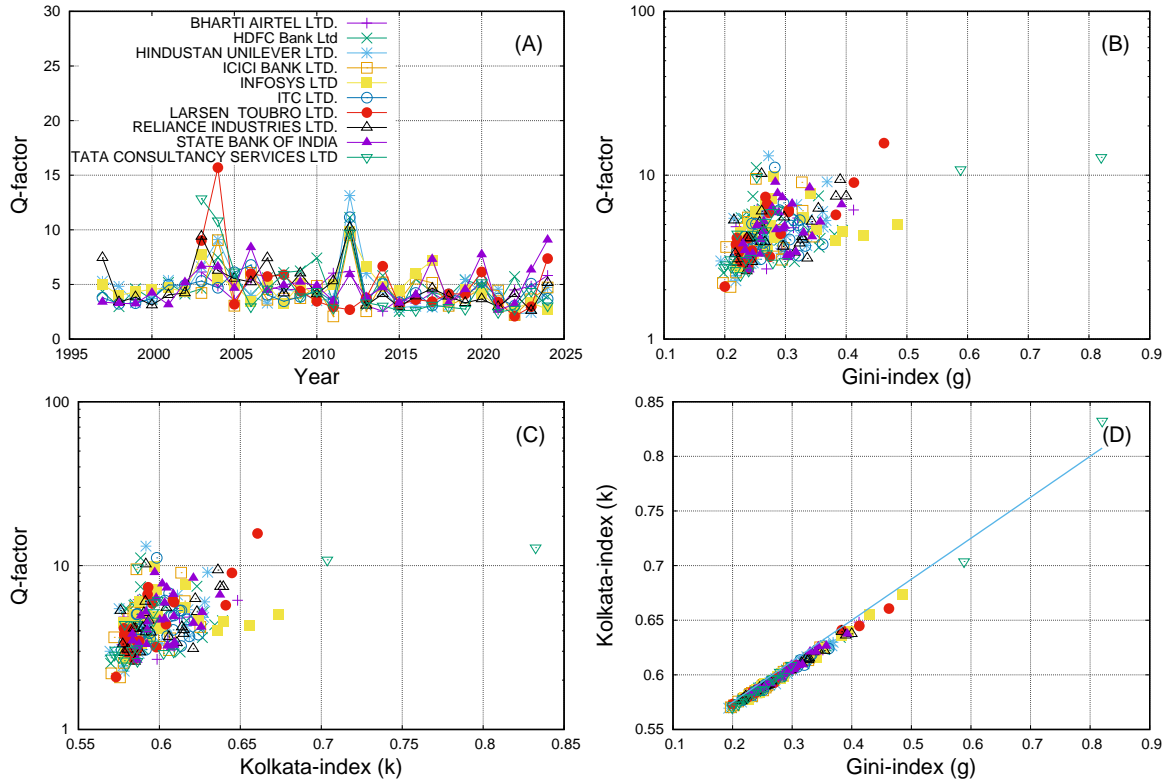 (A)
Q-factor
30
25
20
15
10
5
0
1995
2000
2005
2010
2015
2020
2025
Year
BHARTI AIRTEL LTD.
HDFC Bank Ltd
HINDUSTAN UNILEVER LTD.
ICICI BANK LTD.
INFOSYS LTD
ITC LTD.
LARSEN TOUBRO LTD.
RELIANCE INDUSTRIES LTD.
STATE BANK OF INDIA
TATA CONSULTANCY SERVICES LTD
(B)
Q-factor
100
10
1
0.1
0.2
0.3
0.4
0.5
0.6
0.7
0.8
0.9
Gini-index (g)
(C)
Q-factor
100
10
1
0.55
0.6
0.65
0.7
0.75
0.8
0.85
Kolkata-index (k)
(D)
Kolkata-index (k)
0.85
0.8
0.75
0.7
0.65
0.6
0.55
0.1
0.2
0.3
0.4
0.5
0.6
0.7
0.8
0.9
Gini-index (g)